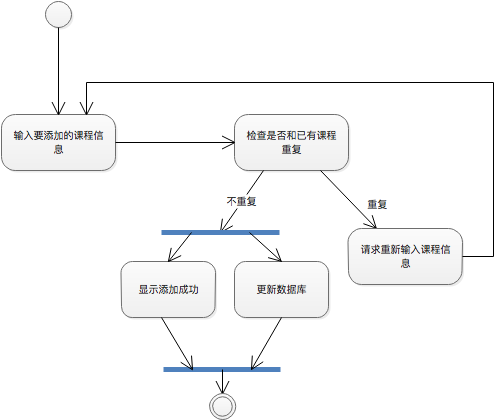 输入要添加的课程信
息
检查是否和已有课程
重复
不重复
重复
请求重新输入课程信
息
显示添加成功
更新数据库